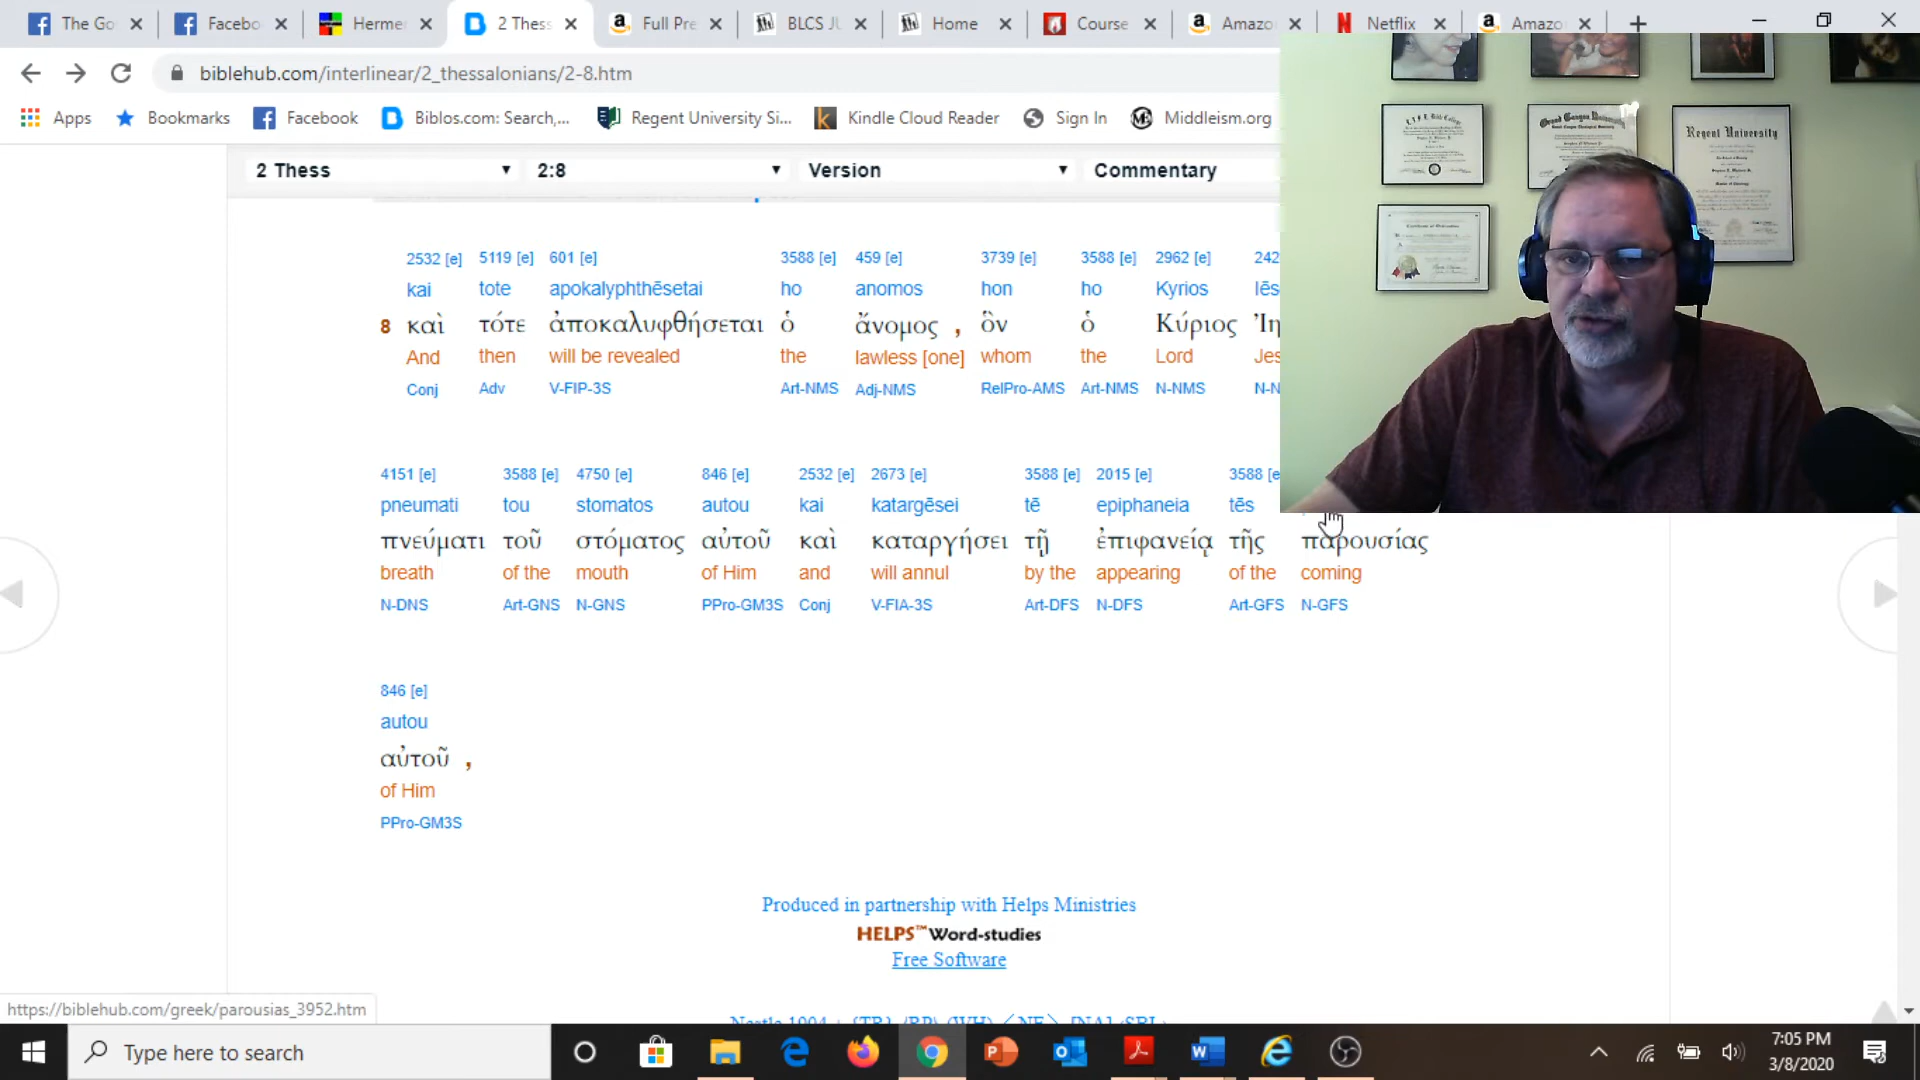 The Go
Facebo
Herme
2 Thess
Full Pre
BLCS JU
Home
Course
Amazo
Netflix
Amazo
biblehub.com/interlinear/2_thessalonians/2-8.htm
Apps Bookmarks Facebook Biblos.com: Search,... Regent University Si... Kindle Cloud Reader Sign In Middleism.org
2 Thess 2:8 Version Commentary
Regent University
2532 [e] 5119 [e] 601 [e] 3588 [e] 459 [e] 3739 [e] 3588 [e] 2962 [e] 242
kai tote apokalyphthēsetai ho anomos hon ho Kyrios Iēs
8 καὶ τότε ἀποκαλυφθήσεται ὁ ἄνομος , ὃν ὁ Κύριος Ἰη
And then will be revealed the lawless [one] whom the Lord Jes
Conj Adv V-FIP-3S Art-NMS Adj-NMS RelPro-AMS Art-NMS N-NMS N-N
4151 [e] 3588 [e] 4750 [e] 846 [e] 2532 [e] 2673 [e] 3588 [e] 2015 [e] 3588 [e
pneumati tou stomatos autou kai katargēsei tē epiphaneia tēs
πνεύματι τοῦ στόματος αὐτοῦ καὶ καταργήσει τῇ ἐπιφανείᾳ τῆς παρουσίας
breath of the mouth of Him and will annul by the appearing of the coming
N-DNS Art-GNS N-GNS PPro-GM3S Conj V-FIA-3S Art-DFS N-DFS Art-GFS N-GFS
846 [e]
autou
αὐτοῦ ,
of Him
PPro-GM3S
Produced in partnership with Helps Ministries
HELPS™ Word-studies
Free Software
https://biblehub.com/greek/parousias_3952.htm
Type here to search
7:05 PM
3/8/2020